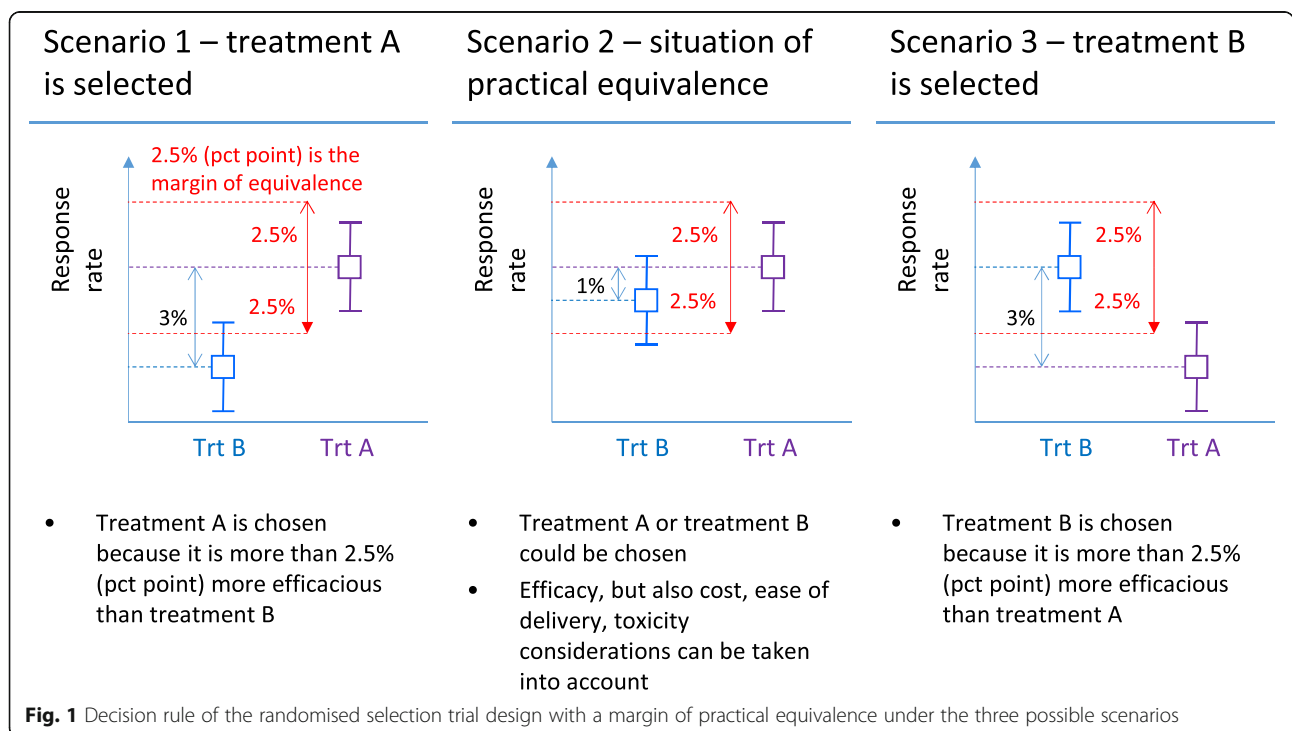 Scenario 1 – treatment A
is selected
2.5% (pct point) is the
margin of equivalence
Response
rate
2.5%
2.5%
3%
Trt B
Trt A
• Treatment A is chosen
because it is more than 2.5%
(pct point) more efficacious
than treatment B
Scenario 2 – situation of
practical equivalence
Response
rate
2.5%
1%
2.5%
Trt B
Trt A
• Treatment A or treatment B
could be chosen
• Efficacy, but also cost, ease of
delivery, toxicity
considerations can be taken
into account
Scenario 3 – treatment B
is selected
Response
rate
2.5%
2.5%
3%
Trt B
Trt A
• Treatment B is chosen
because it is more than 2.5%
(pct point) more efficacious
than treatment A
Fig. 1 Decision rule of the randomised selection trial design with a margin of practical equivalence under the three possible scenarios